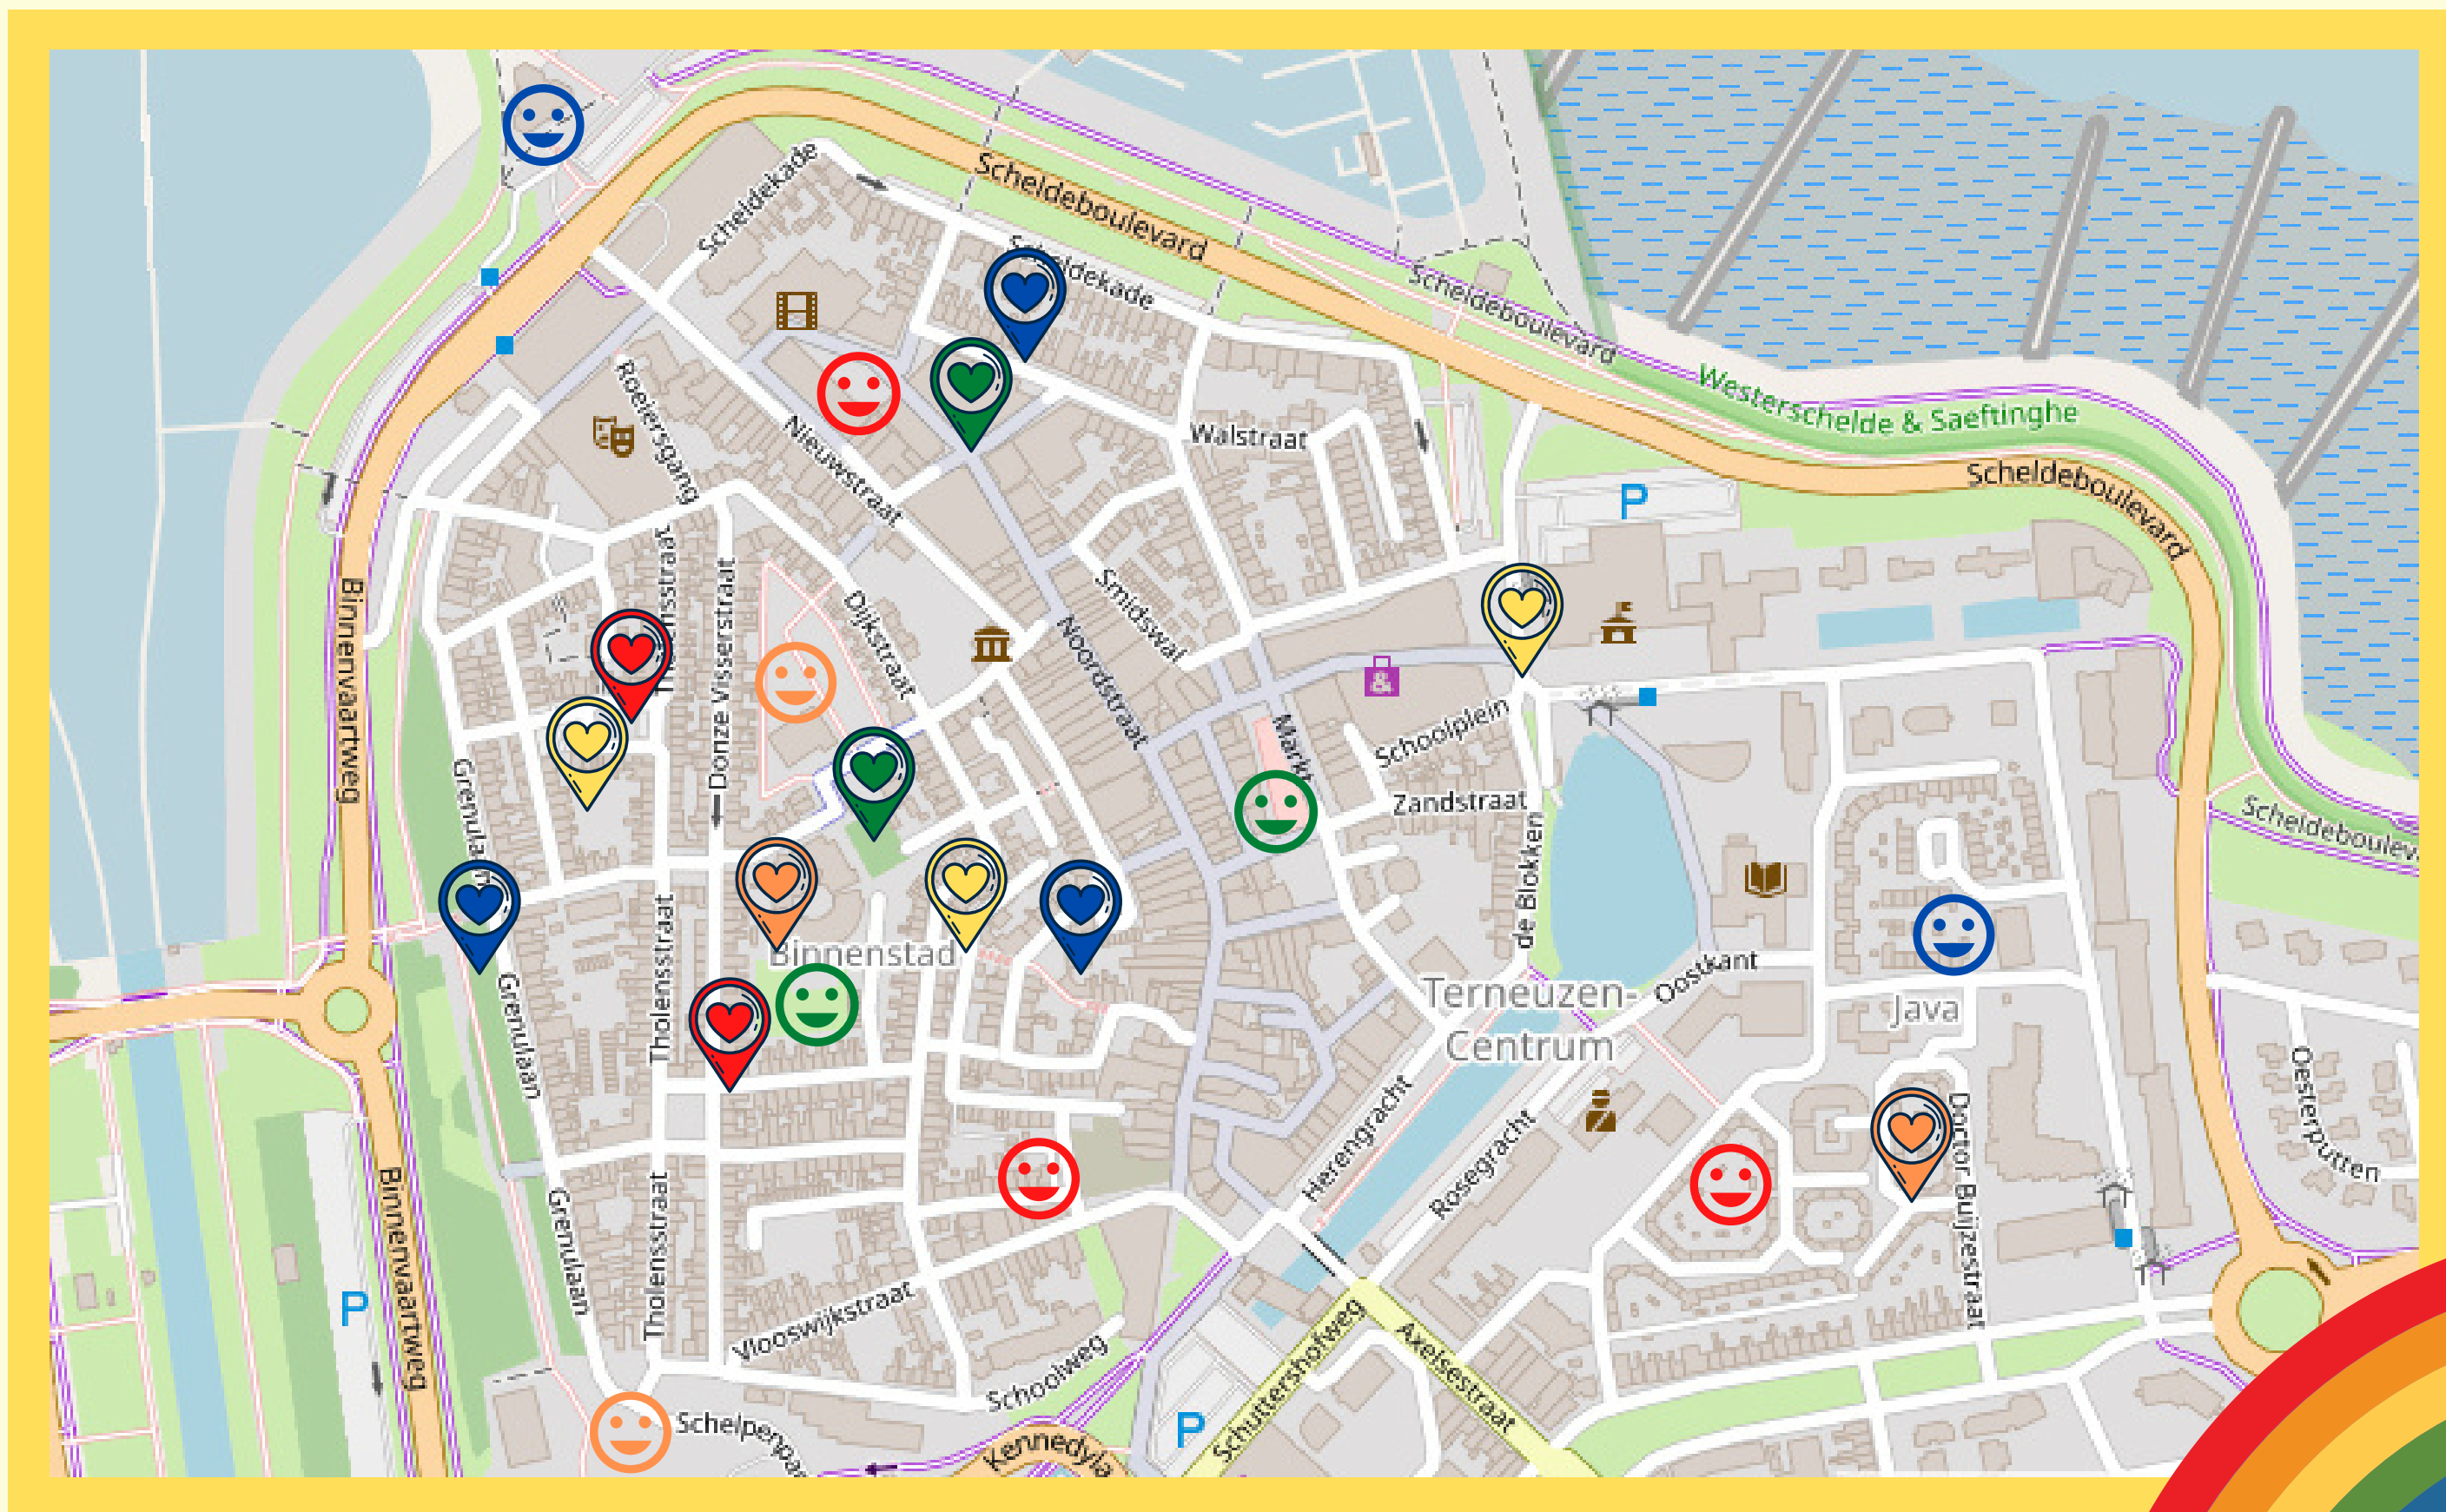 Scheldekade
Scheldeboulevard
Scheldekade
Scheldeboulevard
Westerschelde & Saeftinghe
Scheldeboulevard
Roeiersgang
Nieuwstraat
Walstraat
P
Binnenvaartweg
Donze Visserstraat
Dijkstraat
Smidswal
Noordstraat
&
Markt
Schoolplein
Zandstraat
de Blokken
Grenulaan
Tholensstraat
Binnenstad
Terneuzen-
Centrum
Oostkant
Java
Grenulaan
Herengracht
Rosegracht
Doctor Buijzestraat
Oesterputten
Binnenvaartweg
Grenulaan
Tholensstraat
P
Vlooswijkstraat
Schoolweg
P
Schuttershofweg
Axelsestraat